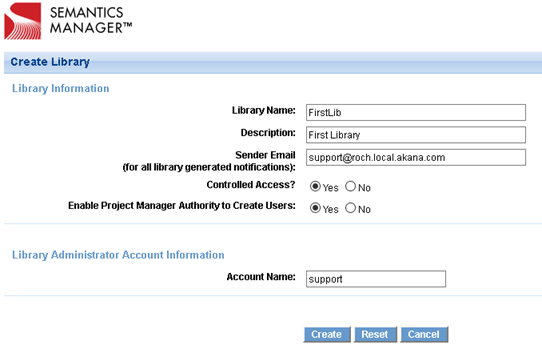 SEMANTICS
MANAGER™
Create Library
Library Information
Library Name: FirstLib
Description: First Library
Sender Email
(for all library generated notifications): support@roch.local.akana.com
Controlled Access? Yes No
Enable Project Manager Authority to Create Users: Yes No
Library Administrator Account Information
Account Name: support
Create Reset Cancel